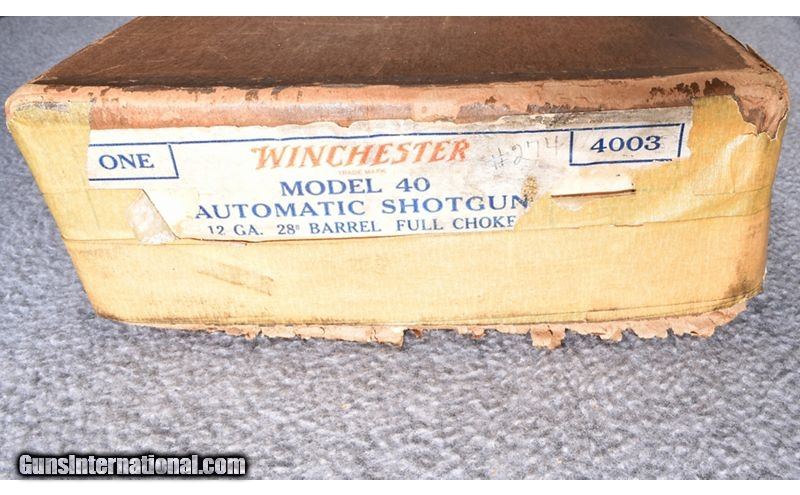 ONE WINCHESTER #274 4003
TRADE MARK
MODEL 40
AUTOMATIC SHOTGUN
12 GA. 28" BARREL FULL CHOKE
GunsInternational.com